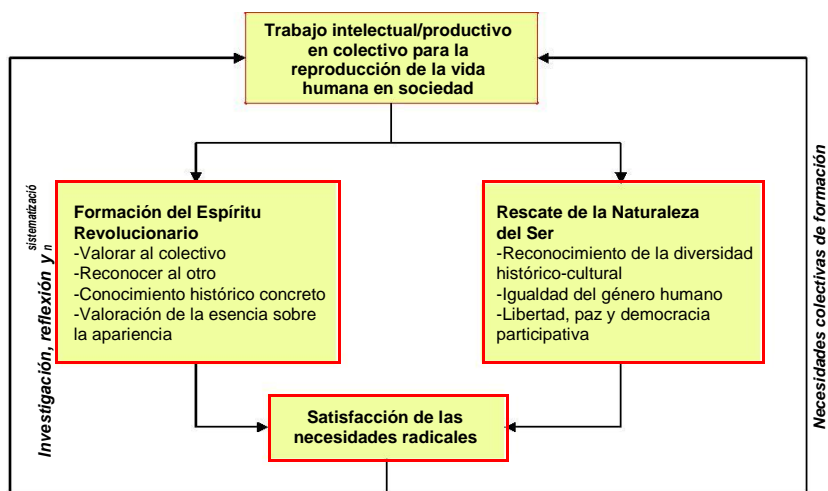 Trabajo intelectual/productivo
en colectivo para la
reproducción de la vida
humana en sociedad
Formación del Espíritu
Revolucionario
-Valorar al colectivo
-Reconocer al otro
-Conocimiento histórico concreto
-Valoración de la esencia sobre
la apariencia
Rescate de la Naturaleza
del Ser
-Reconocimiento de la diversidad
histórico-cultural
-Igualdad del género humano
-Libertad, paz y democracia
participativa
Satisfacción de las
necesidades radicales
Investigación, reflexión y
sistematizació
n
Necesidades colectivas de formación